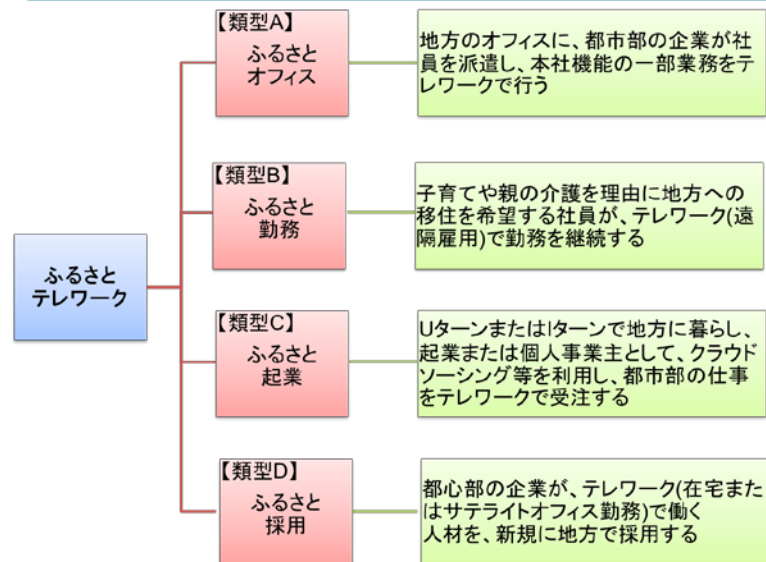 ふるさと
テレワーク
【類型A】
ふるさと
オフィス
地方のオフィスに、都市部の企業が社
員を派遣し、本社機能の一部業務をテ
レワークで行う
【類型B】
ふるさと
勤務
子育てや親の介護を理由に地方への
移住を希望する社員が、テレワーク(遠
隔雇用)で勤務を継続する
【類型C】
ふるさと
起業
UターンまたはIターンで地方に暮らし、
起業または個人事業主として、クラウド
ソーシング等を利用し、都市部の仕事
をテレワークで受注する
【類型D】
ふるさと
採用
都心部の企業が、テレワーク(在宅また
はサテライトオフィス勤務)で働く
人材を、新規に地方で採用する